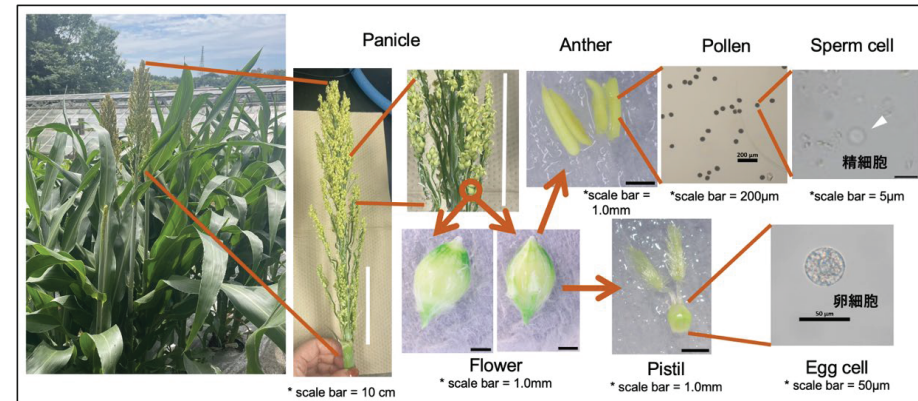 Panicle
Anther
Pollen
Sperm cell
200 μm
精細胞
*scale bar =
1.0mm
*scale bar = 200μm
*scale bar = 5μm
卵細胞
50 μm
Flower
Pistil
Egg cell
* scale bar = 10 cm
* scale bar = 1.0mm
* scale bar = 1.0mm
* scale bar = 50μm